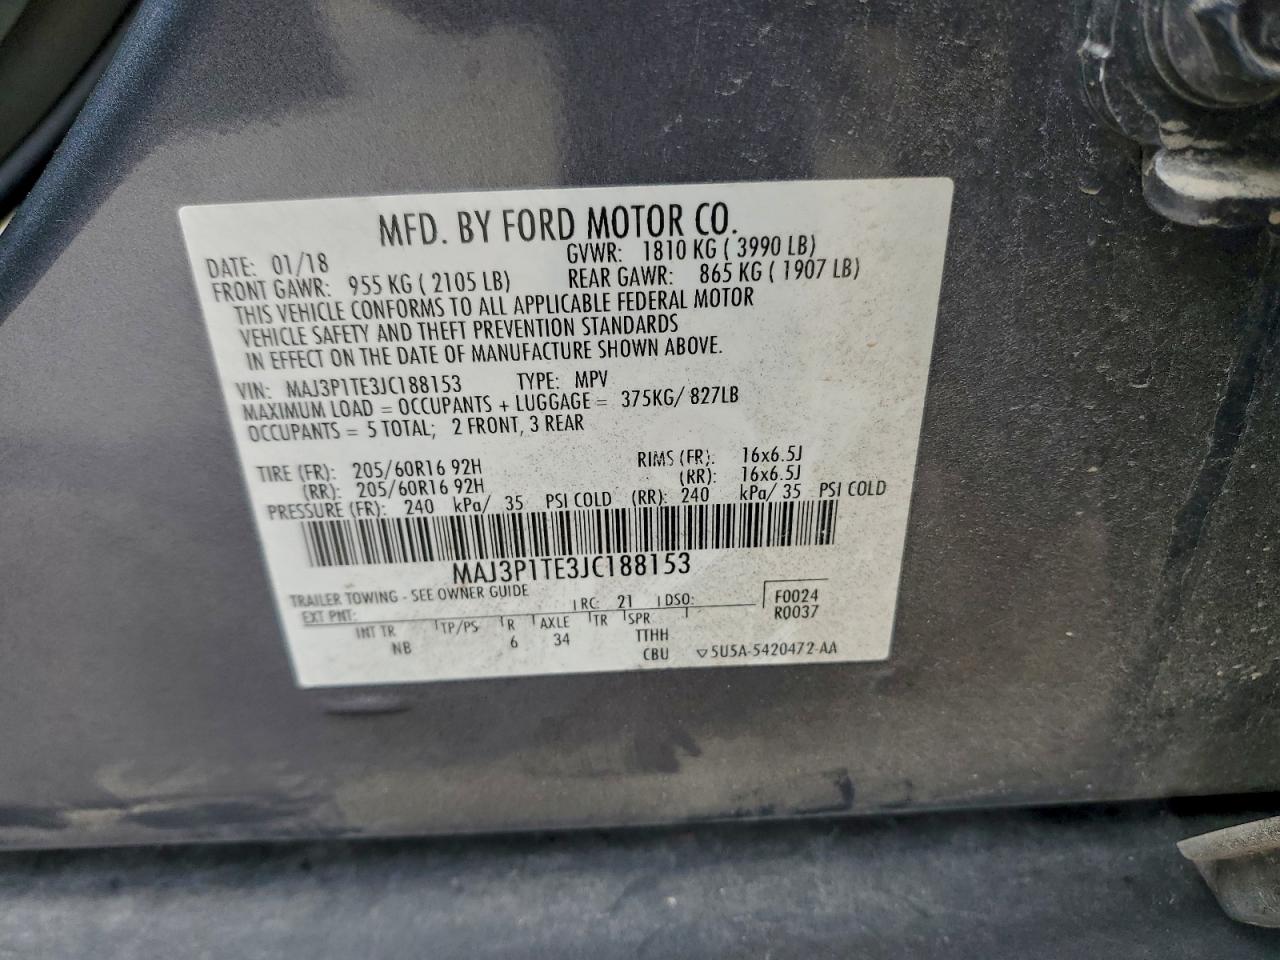 MFD. BY FORD MOTOR CO.
DATE: 01/18 GVWR: 1810 KG ( 3990 LB)
FRONT GAWR: 955 KG ( 2105 LB) REAR GAWR: 865 KG ( 1907 LB)
THIS VEHICLE CONFORMS TO ALL APPLICABLE FEDERAL MOTOR
VEHICLE SAFETY AND THEFT PREVENTION STANDARDS
IN EFFECT ON THE DATE OF MANUFACTURE SHOWN ABOVE.
VIN: MAJ3P1TE3JC188153 TYPE: MPV
MAXIMUM LOAD = OCCUPANTS + LUGGAGE = 375KG/ 827LB
OCCUPANTS = 5 TOTAL; 2 FRONT, 3 REAR
TIRE (FR): 205/60R16 92H RIMS (FR): 16x6.5J
(RR): 205/60R16 92H (RR): 16x6.5J
PRESSURE (FR): 240 kPa/ 35 PSI COLD (RR): 240 kPa/ 35 PSI COLD
MAJ3P1TE3JC188153
TRAILER TOWING - SEE OWNER GUIDE
EXT PNT: RC: 21 DSO: F0024
R0037
INT TR TP/PS R AXLE TR SPR
NB 6 34 TTHH
CBU ▽5U5A-5420472-AA